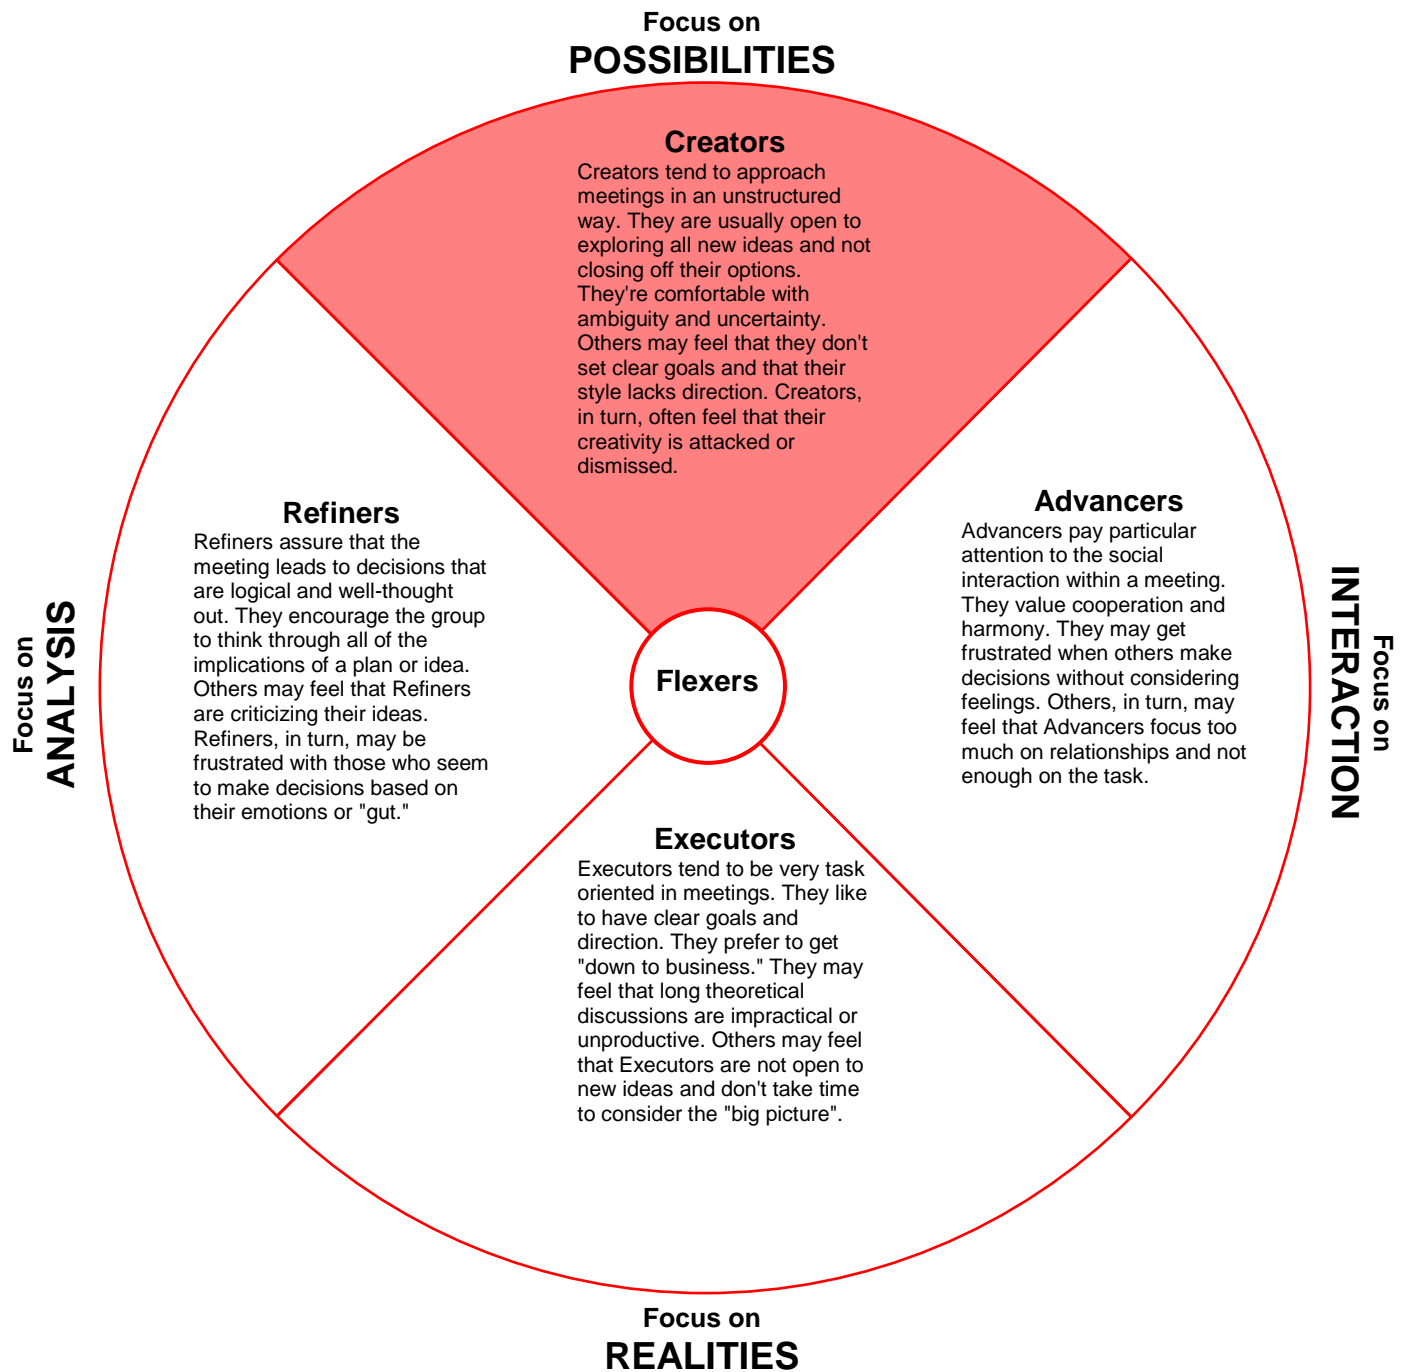 Focus on
POSSIBILITIES
Creators
Creators tend to approach
meetings in an unstructured
way. They are usually open to
exploring all new ideas and not
closing off their options.
They're comfortable with
ambiguity and uncertainty.
Others may feel that they don't
set clear goals and that their
style lacks direction. Creators,
in turn, often feel that their
creativity is attacked or
dismissed.
Focus on
ANALYSIS
Refiners
Refiners assure that the
meeting leads to decisions that
are logical and well-thought
out. They encourage the group
to think through all of the
implications of a plan or idea.
Others may feel that Refiners
are criticizing their ideas.
Refiners, in turn, may be
frustrated with those who seem
to make decisions based on
their emotions or "gut."
Flexers
Advancers
Advancers pay particular
attention to the social
interaction within a meeting.
They value cooperation and
harmony. They may get
frustrated when others make
decisions without considering
feelings. Others, in turn, may
feel that Advancers focus too
much on relationships and not
enough on the task.
Focus on
INTERACTION
Executors
Executors tend to be very task
oriented in meetings. They like
to have clear goals and
direction. They prefer to get
"down to business." They may
feel that long theoretical
discussions are impractical or
unproductive. Others may feel
that Executors are not open to
new ideas and don't take time
to consider the "big picture".
Focus on
REALITIES